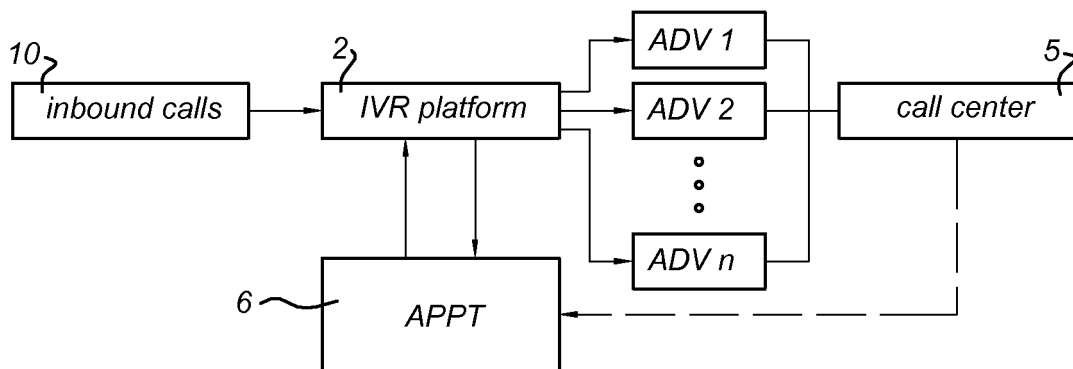 10
inbound calls
2
IVR platform
ADV 1
ADV 2
ADV n
5
call center
6
APPT